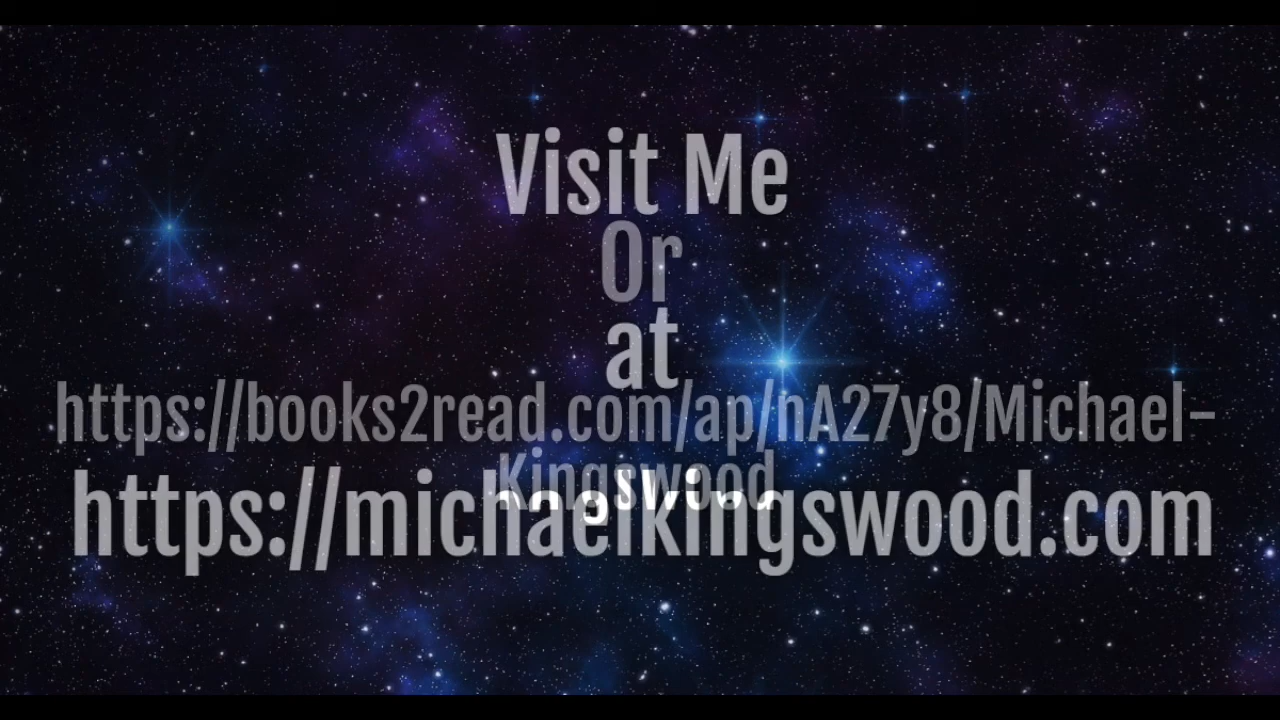 Visit Me
Or
at
https://books2read.com/ap/nA27y8/Michael-
Kingswood
https://michaelkingswood.com